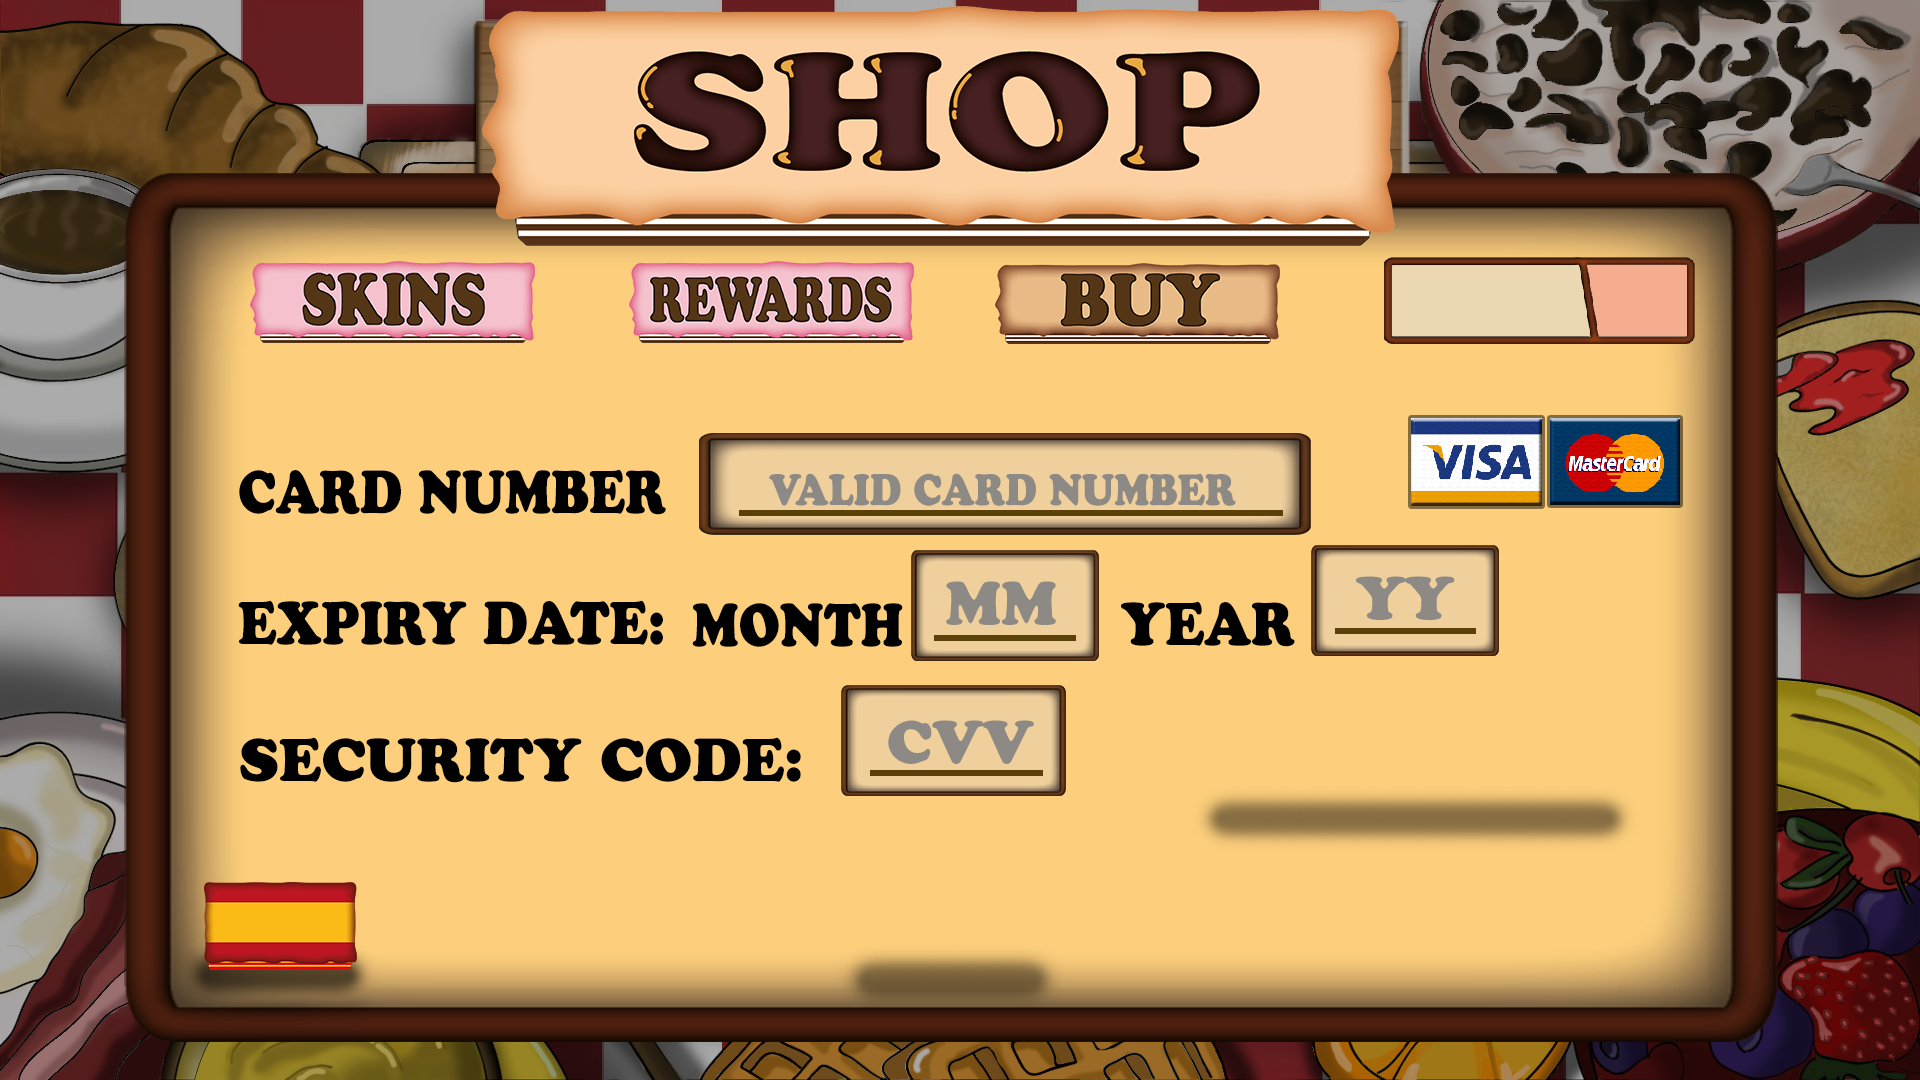 SHOP
SKINS REWARDS BUY
CARD NUMBER VALID CARD NUMBER VISA MasterCard
EXPIRY DATE: MONTH MM YEAR YY
SECURITY CODE: CVV